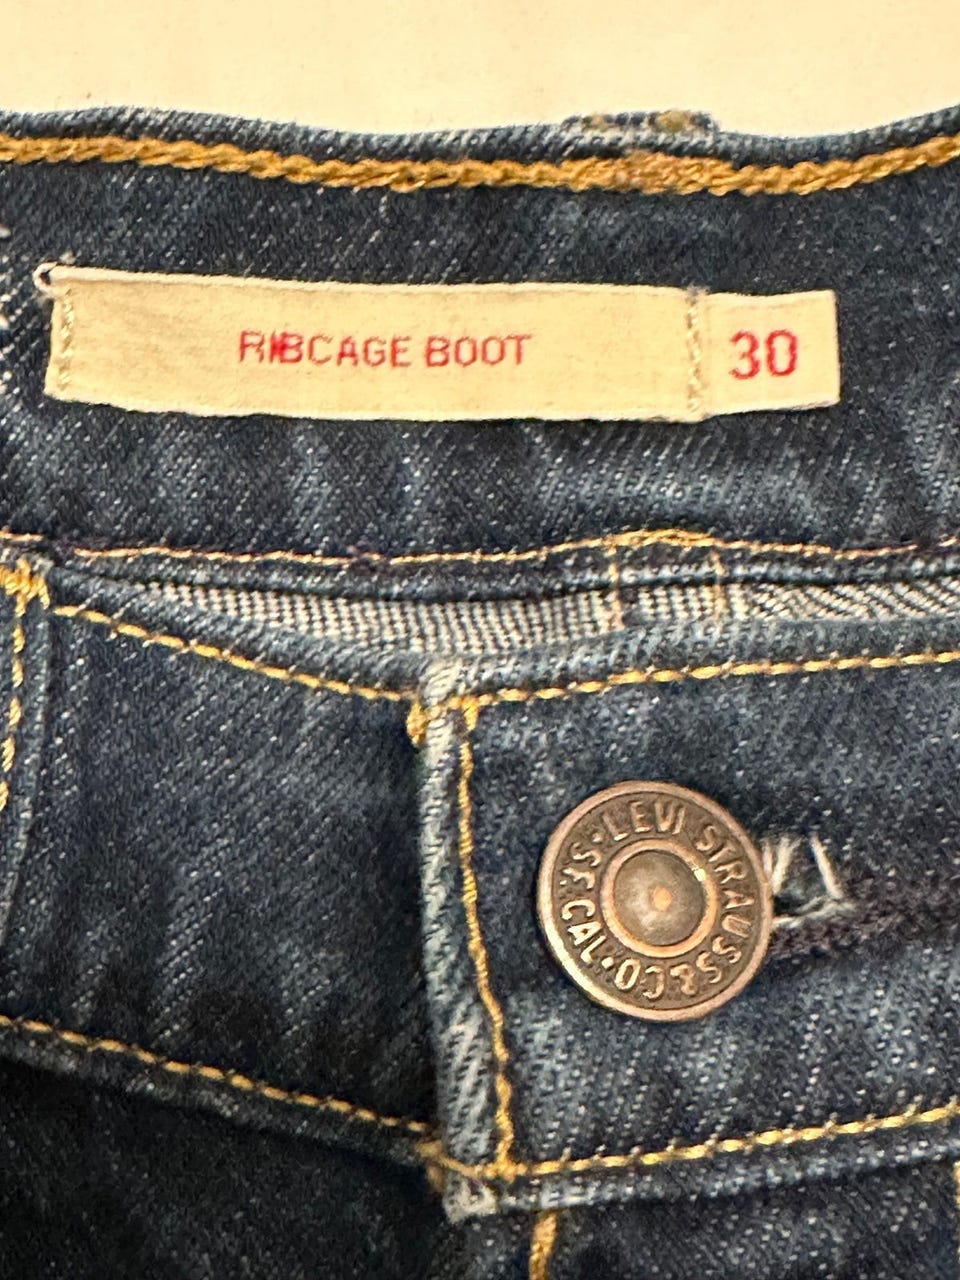 RIBCAGE BOOT 30
LEVI STRAUSS & CO · S.F. CAL ·